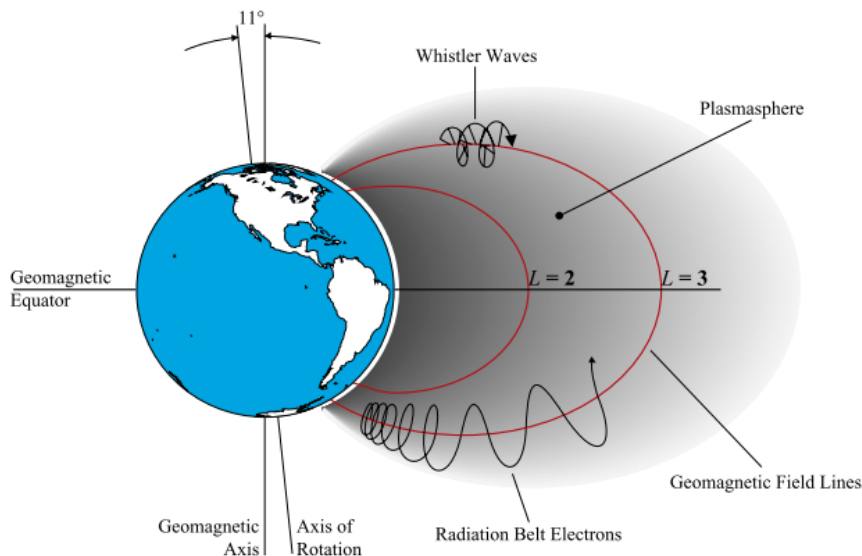 11°
Whistler Waves
Plasmasphere
Geomagnetic
Equator
L = 2
L = 3
Geomagnetic Field Lines
Radiation Belt Electrons
Geomagnetic
Axis
Axis of
Rotation